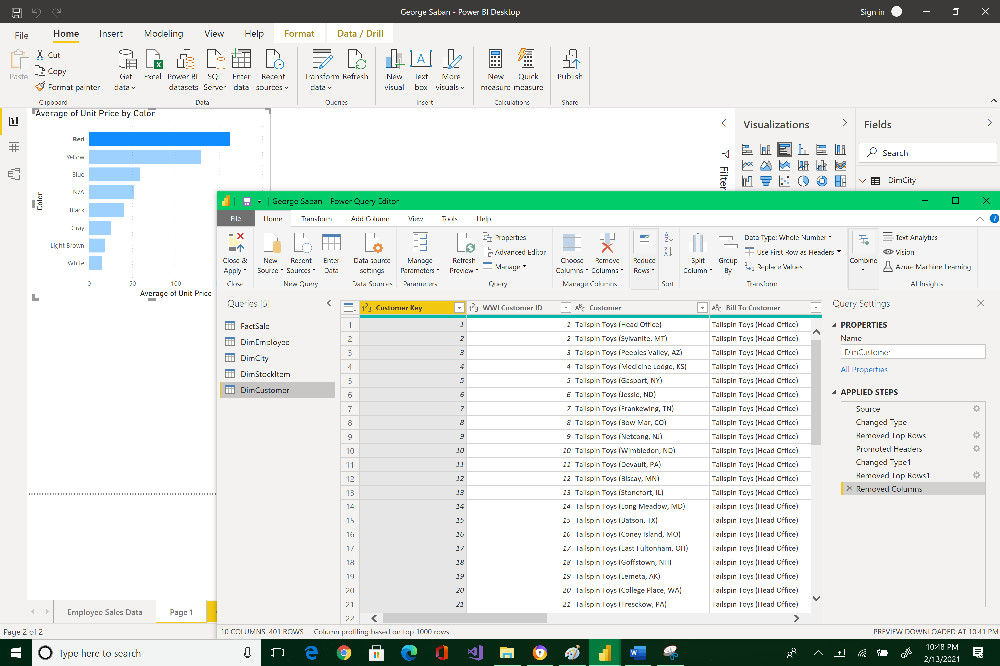 George Saban - Power BI Desktop
Sign in
File Home Insert Modeling View Help Format Data / Drill
Paste
Cut
Copy
Format painter
Clipboard
Get data
Excel
Power BI datasets
SQL Server
Enter data
Recent sources
Data
Transform data
Refresh
Queries
New visual
Text box
More visuals
Insert
New measure
Quick measure
Calculations
Publish
Share
Average of Unit Price by Color
Color
Red
Yellow
Blue
N/A
Black
Gray
Light Brown
White
0 50 100
Average of Unit Price
Filter
Visualizations
Fields
Search
DimCity
George Saban - Power Query Editor
File Home Transform Add Column View Tools Help
Close & Apply
Close
New Source
Recent Sources
Enter Data
New Query
Data source settings
Data Sources
Manage Parameters
Parameters
Refresh Preview
Properties
Advanced Editor
Manage
Query
Choose Columns
Remove Columns
Manage Columns
Reduce Rows
Sort
Split Column
Group By
Data Type: Whole Number
Use First Row as Headers
Replace Values
Transform
Combine
Text Analytics
Vision
Azure Machine Learning
AI Insights
Queries [5]
FactSale
DimEmployee
DimCity
DimStockItem
DimCustomer
Customer Key WWI Customer ID Customer Bill To Customer
1 1 1 Tailspin Toys (Head Office) Tailspin Toys (Head Office)
2 2 2 Tailspin Toys (Sylvanite, MT) Tailspin Toys (Head Office)
3 3 3 Tailspin Toys (Peeples Valley, AZ) Tailspin Toys (Head Office)
4 4 4 Tailspin Toys (Medicine Lodge, KS) Tailspin Toys (Head Office)
5 5 5 Tailspin Toys (Gasport, NY) Tailspin Toys (Head Office)
6 6 6 Tailspin Toys (Jessie, ND) Tailspin Toys (Head Office)
7 7 7 Tailspin Toys (Frankewing, TN) Tailspin Toys (Head Office)
8 8 8 Tailspin Toys (Bow Mar, CO) Tailspin Toys (Head Office)
9 9 9 Tailspin Toys (Netcong, NJ) Tailspin Toys (Head Office)
10 10 10 Tailspin Toys (Wimbledon, ND) Tailspin Toys (Head Office)
11 11 11 Tailspin Toys (Devault, PA) Tailspin Toys (Head Office)
12 12 12 Tailspin Toys (Biscay, MN) Tailspin Toys (Head Office)
13 13 13 Tailspin Toys (Stonefort, IL) Tailspin Toys (Head Office)
14 14 14 Tailspin Toys (Long Meadow, MD) Tailspin Toys (Head Office)
15 15 15 Tailspin Toys (Batson, TX) Tailspin Toys (Head Office)
16 16 16 Tailspin Toys (Coney Island, MO) Tailspin Toys (Head Office)
17 17 17 Tailspin Toys (East Fultonham, OH) Tailspin Toys (Head Office)
18 18 18 Tailspin Toys (Goffstown, NH) Tailspin Toys (Head Office)
19 19 19 Tailspin Toys (Lemeta, AK) Tailspin Toys (Head Office)
20 20 20 Tailspin Toys (College Place, WA) Tailspin Toys (Head Office)
21 21 21 Tailspin Toys (Tresckow, PA) Tailspin Toys (Head Office)
22
Query Settings
PROPERTIES
Name
DimCustomer
All Properties
APPLIED STEPS
Source
Changed Type
Removed Top Rows
Promoted Headers
Changed Type1
Removed Top Rows1
Removed Columns
Employee Sales Data Page 1
Page 2 of 2
10 COLUMNS, 401 ROWS Column profiling based on top 1000 rows
PREVIEW DOWNLOADED AT 10:41 PM
Type here to search
10:48 PM
2/13/2021